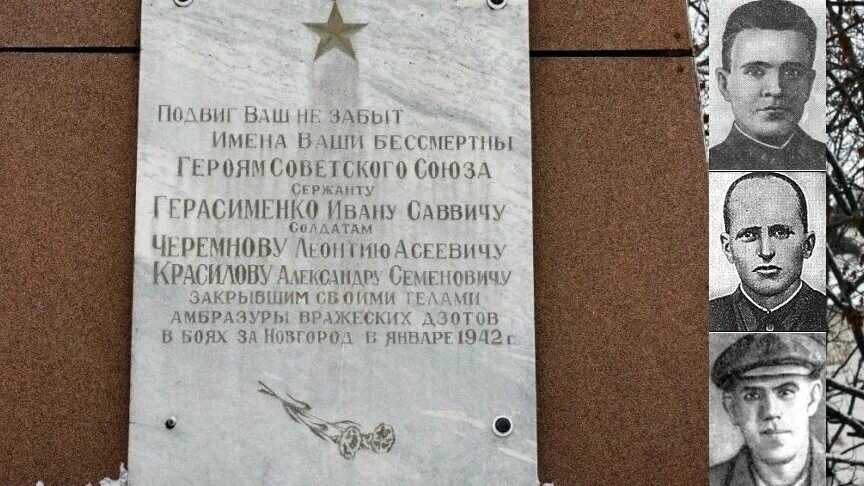 Подвиг Ваш не забыт
Имена Ваши бессмертны
Героям Советского Союза
сержанту
Герасименко Ивану Саввичу
солдатам
Черемнову Леонтию Асеевичу
Красилову Александру Семеновичу
закрывшим своими телами
амбразуры вражеских дзотов
в боях за Новгород в январе 1942 г.